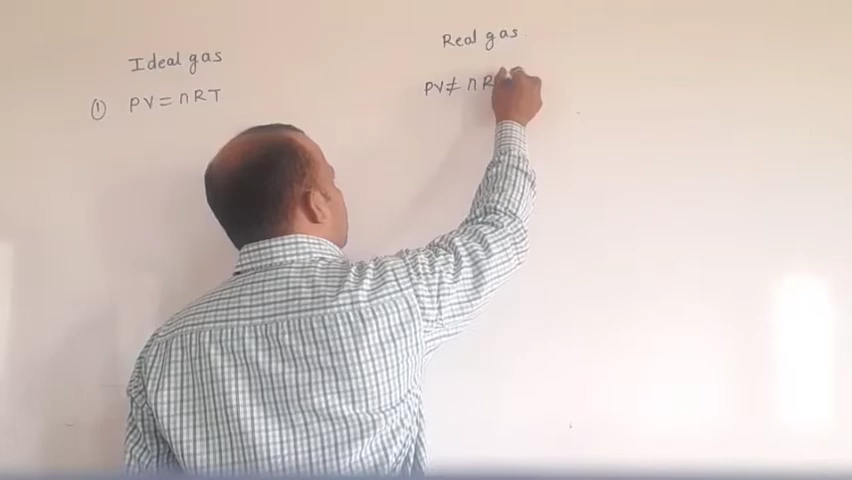 Ideal gas
Real gas
① PV = nRT
PV ≠ nR